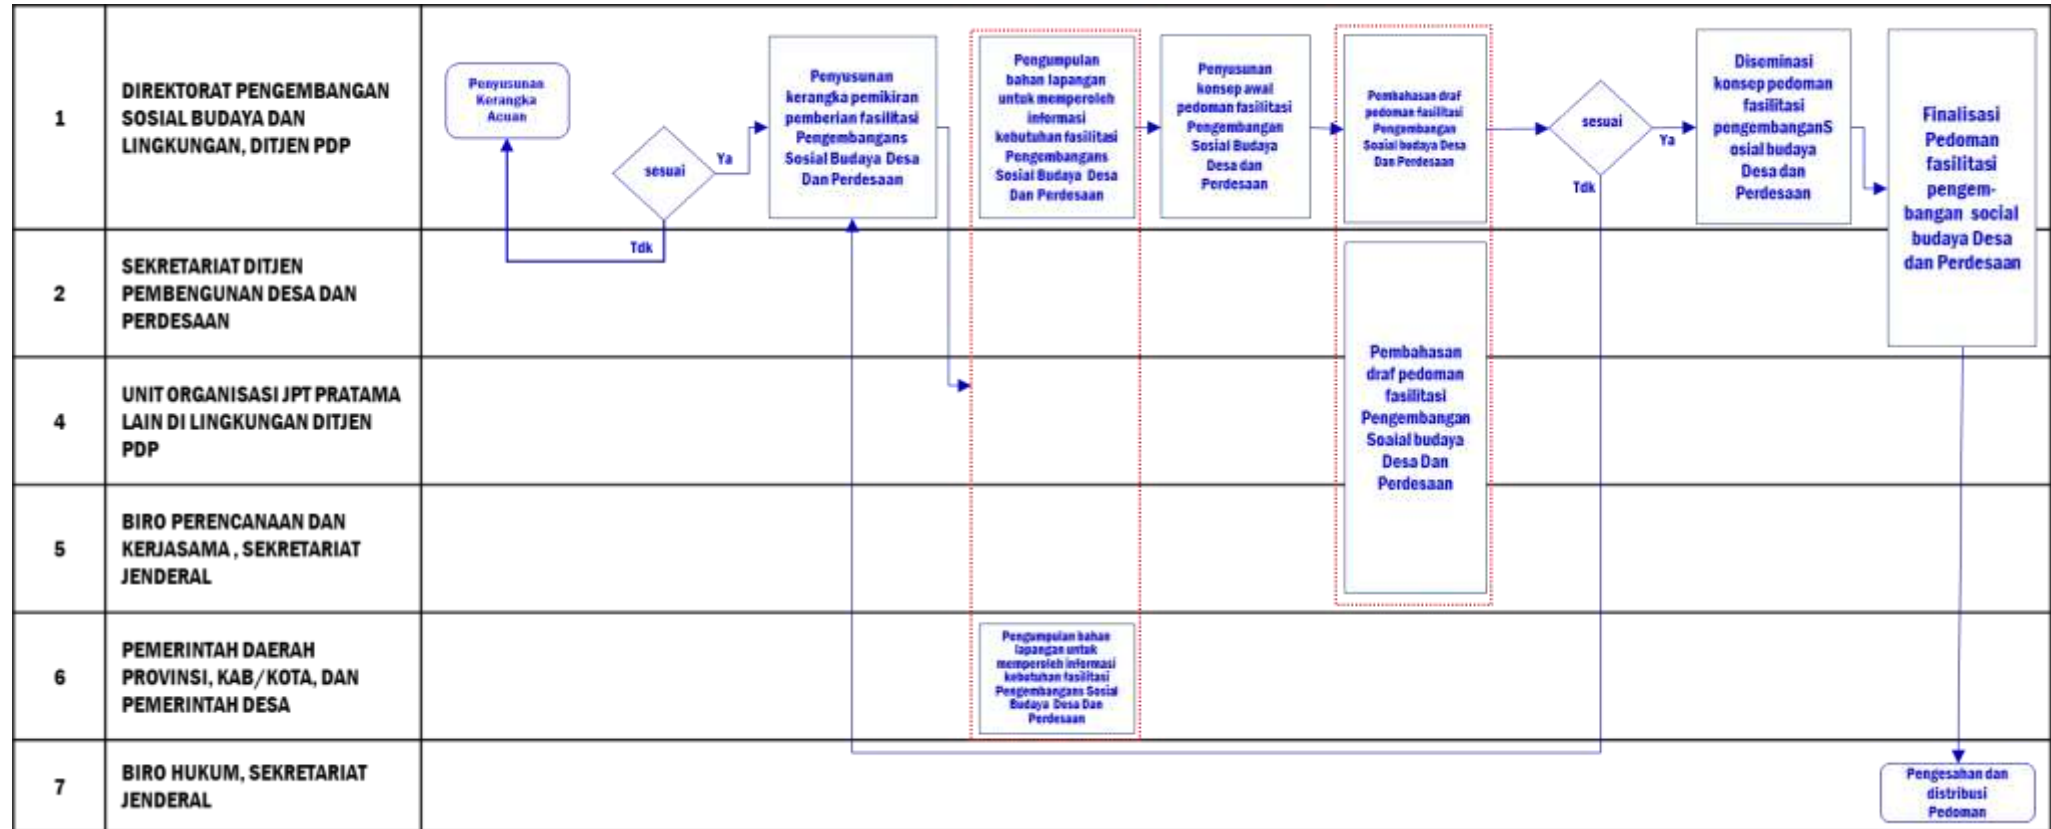 1
DIREKTORAT PENGEMBANGAN
SOSIAL BUDAYA DAN
LINGKUNGAN, DITJEN PDP
Penyusunan
Kerangka
Acuan
sesuai
Ya
Tdk
Penyusunan
kerangka pemikiran
pemberian fasilitasi
Pengembangans
Sosial Budaya Desa
Dan Perdesaan
Pengumpulan
bahan lapangan
untuk memperoleh
informasi
kebutuhan fasilitasi
Pengembangans
Sosial Budaya Desa
Dan Perdesaan
Penyusunan
konsep awal
pedoman fasilitasi
Pengembangan
Sosial Budaya
Desa dan
Perdesaan
Pembahasan draf
pedoman fasilitasi
Pengembangan
Soaial budaya Desa
Dan Perdesaan
sesuai
Ya
Tdk
Diseminasi
konsep pedoman
fasilitasi
pengembanganS
osial budaya
Desa dan
Perdesaan
Finalisasi
Pedoman
fasilitasi
pengem-
bangan social
budaya Desa
dan Perdesaan
2
SEKRETARIAT DITJEN
PEMBENGUNAN DESA DAN
PERDESAAN
Pembahasan
draf pedoman
fasilitasi
Pengembangan
Soaial budaya
Desa Dan
Perdesaan
4
UNIT ORGANISASI JPT PRATAMA
LAIN DI LINGKUNGAN DITJEN
PDP
5
BIRO PERENCANAAN DAN
KERJASAMA , SEKRETARIAT
JENDERAL
6
PEMERINTAH DAERAH
PROVINSI, KAB/KOTA, DAN
PEMERINTAH DESA
Pengumpulan bahan
lapangan untuk
memperoleh informasi
kebutuhan fasilitasi
Pengembangans Sosial
Budaya Desa Dan
Perdesaan
7
BIRO HUKUM, SEKRETARIAT
JENDERAL
Pengesahan dan
distribusi
Pedoman